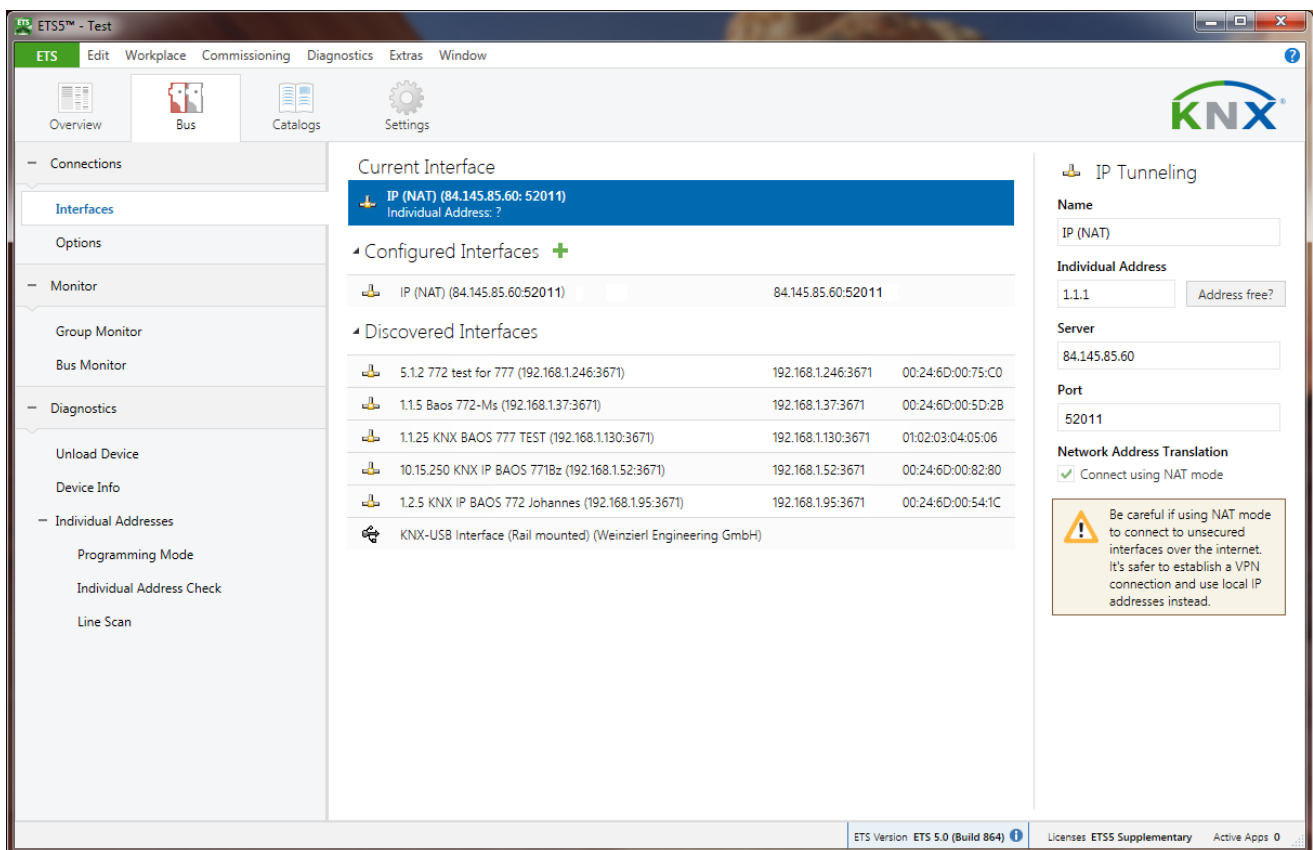 ETS
ETS5™ - Test
ETS Edit Workplace Commissioning Diagnostics Extras Window
?
Overview
Bus
Catalogs
Settings
KNX®
Connections
Interfaces
Options
Monitor
Group Monitor
Bus Monitor
Diagnostics
Unload Device
Device Info
Individual Addresses
Programming Mode
Individual Address Check
Line Scan
Current Interface
IP (NAT) (84.145.85.60: 52011)
Individual Address: ?
Configured Interfaces
IP (NAT) (84.145.85.60:52011) 84.145.85.60:52011
Discovered Interfaces
5.1.2 772 test for 777 (192.168.1.246:3671) 192.168.1.246:3671 00:24:6D:00:75:C0
1.1.5 Baos 772-Ms (192.168.1.37:3671) 192.168.1.37:3671 00:24:6D:00:5D:2B
1.1.25 KNX BAOS 777 TEST (192.168.1.130:3671) 192.168.1.130:3671 01:02:03:04:05:06
10.15.250 KNX IP BAOS 771Bz (192.168.1.52:3671) 192.168.1.52:3671 00:24:6D:00:82:80
1.2.5 KNX IP BAOS 772 Johannes (192.168.1.95:3671) 192.168.1.95:3671 00:24:6D:00:54:1C
KNX-USB Interface (Rail mounted) (Weinzierl Engineering GmbH)
IP Tunneling
Name
IP (NAT)
Individual Address
1.1.1 Address free?
Server
84.145.85.60
Port
52011
Network Address Translation
Connect using NAT mode
Be careful if using NAT mode
to connect to unsecured
interfaces over the internet.
It's safer to establish a VPN
connection and use local IP
addresses instead.
ETS Version ETS 5.0 (Build 864) Licenses ETS5 Supplementary Active Apps 0